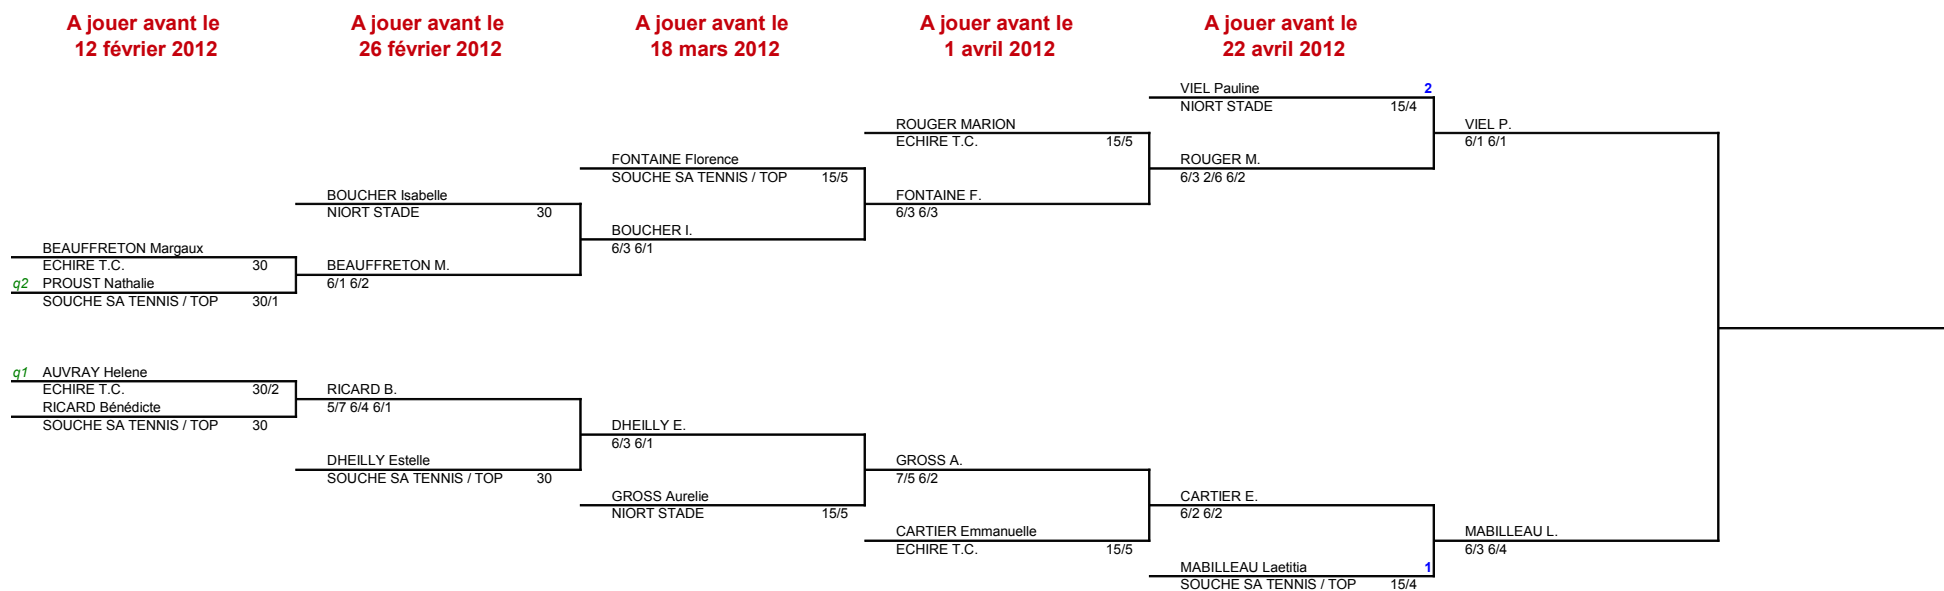 A jouer avant le
12 février 2012
A jouer avant le
26 février 2012
A jouer avant le
18 mars 2012
A jouer avant le
1 avril 2012
A jouer avant le
22 avril 2012
BEAUFFRETON Margaux
ECHIRE T.C. 30
q2 PROUST Nathalie
SOUCHE SA TENNIS / TOP 30/1
q1 AUVRAY Helene
ECHIRE T.C. 30/2
RICARD Bénédicte
SOUCHE SA TENNIS / TOP 30
BOUCHER Isabelle
NIORT STADE 30
BEAUFFRETON M.
6/1 6/2
RICARD B.
5/7 6/4 6/1
DHEILLY Estelle
SOUCHE SA TENNIS / TOP 30
FONTAINE Florence
SOUCHE SA TENNIS / TOP 15/5
BOUCHER I.
6/3 6/1
DHEILLY E.
6/3 6/1
GROSS Aurelie
NIORT STADE 15/5
ROUGER MARION
ECHIRE T.C. 15/5
FONTAINE F.
6/3 6/3
GROSS A.
7/5 6/2
CARTIER Emmanuelle
ECHIRE T.C. 15/5
VIEL Pauline 2
NIORT STADE 15/4
ROUGER M.
6/3 2/6 6/2
CARTIER E.
6/2 6/2
MABILLEAU Laetitia 1
SOUCHE SA TENNIS / TOP 15/4
VIEL P.
6/1 6/1
MABILLEAU L.
6/3 6/4